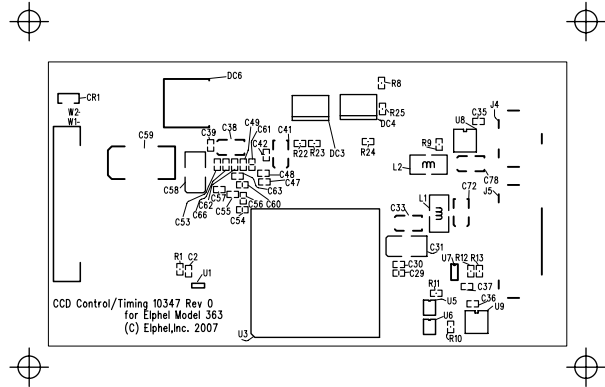 DC6
R8
CR1
W2
W1
C49
C61
R25
J4
C59
C39
C38
C41
DC4
U8
C35
C42
R22
R23
DC3
R24
R9
C48
L2
C58
C47
C78
C63
C57
C72
J5
C62
C60
L1
C66
C55
C56
C53
C54
C33
C31
R1
C2
C30
U7
R12
R13
C29
U1
C37
R11
CCD Control/Timing 10347 Rev 0
U5
C36
for Elphel Model 363
U6
U9
(C) Elphel,Inc. 2007
U3
R10